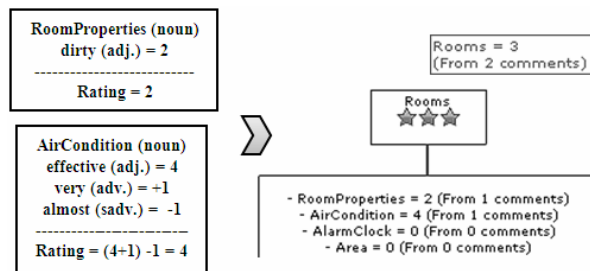 RoomProperties (noun)
dirty (adj.) = 2
----------------------------
Rating = 2
AirCondition (noun)
effective (adj.) = 4
very (adv.) = +1
almost (sadv.) = -1
----------------------------
Rating = (4+1) -1 = 4
Rooms = 3
(From 2 comments)
Rooms
- RoomProperties = 2 (From 1 comments)
- AirCondition = 4 (From 1 comments)
- AlarmClock = 0 (From 0 comments)
- Area = 0 (From 0 comments)